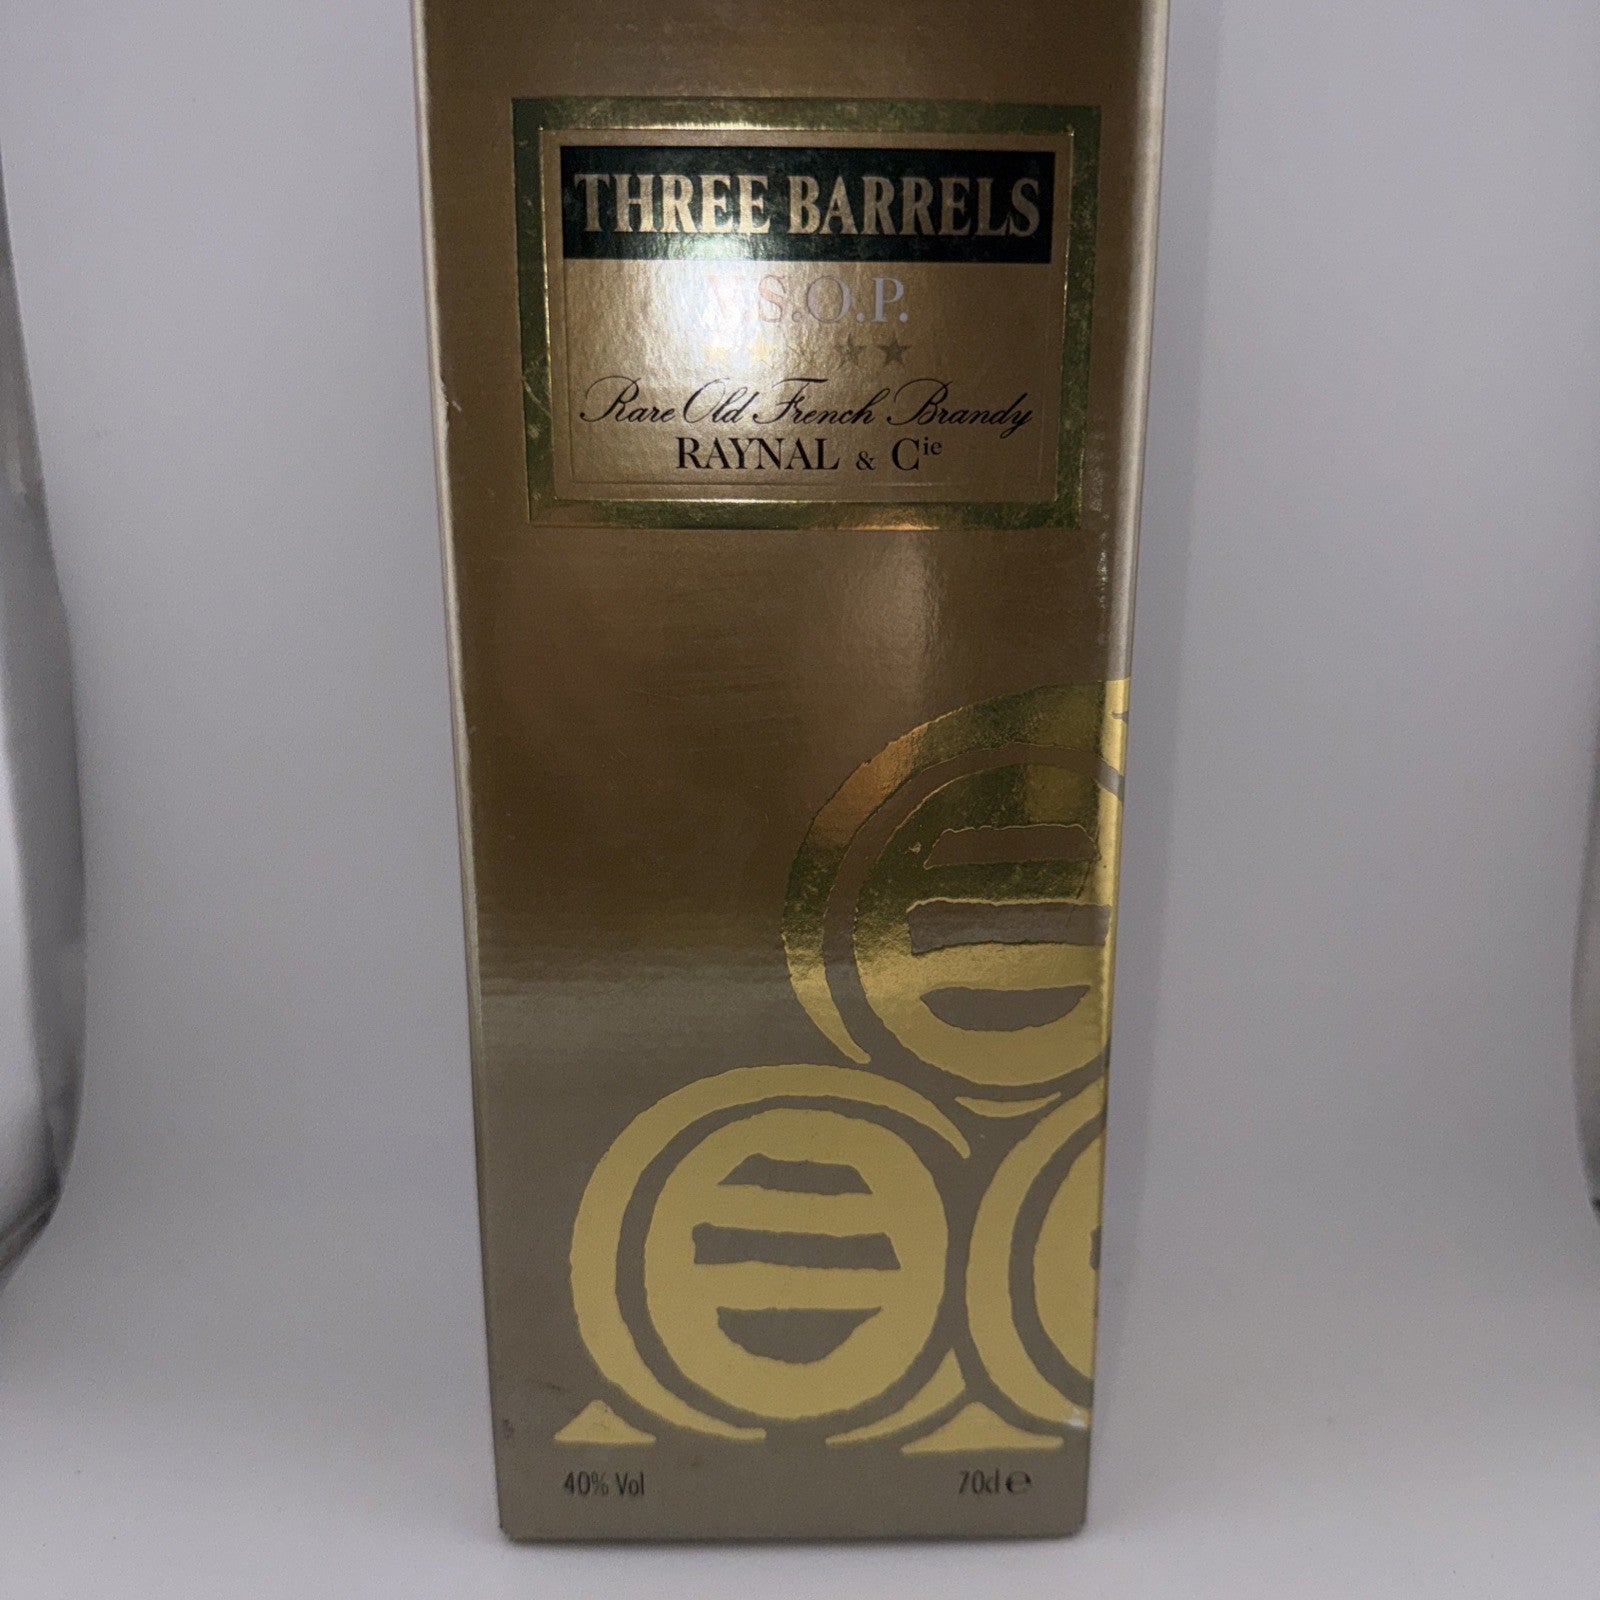 THREE BARRELS
V.S.O.P.
Rare Old French Brandy
RAYNAL & Cie
40% Vol
70cl ℮